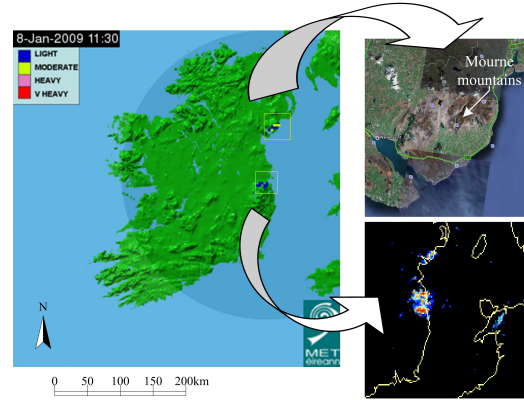 8-Jan-2009 11:30
LIGHT
MODERATE
HEAVY
V HEAVY
Mourne
mountains
N
MET
éireann
0 50 100 150 200km